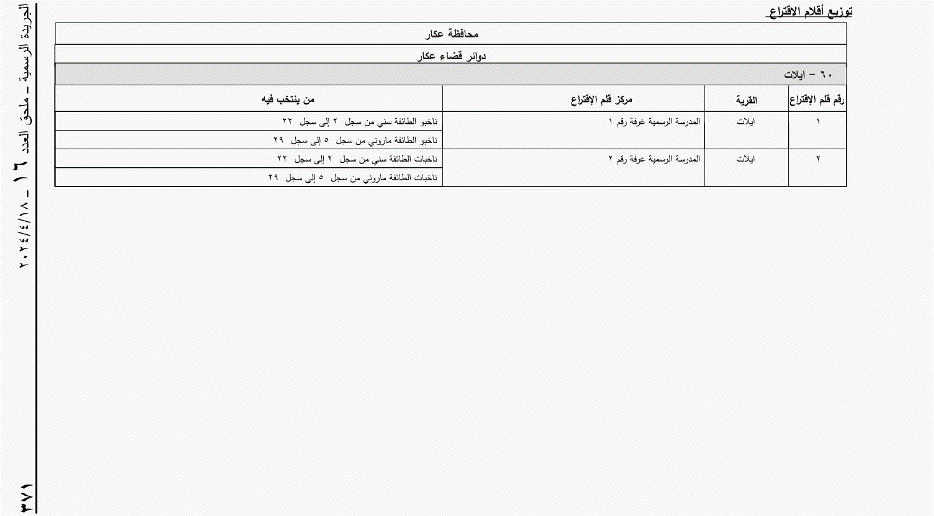 توزيع أقلام الاقتراع
محافظة عكار
دوائر قضاء عكار
٦٠ - ايلات
رقم قلم الإقتراع القرية مركز قلم الإقتراع من ينتخب فيه
١ ايلات المدرسة الرسمية غرفة رقم ١ ناخبو الطائفة سني من سجل ٢ إلى سجل ٢٢
ناخبو الطائفة ماروني من سجل ٥ إلى سجل ٢٩
٢ ايلات المدرسة الرسمية غرفة رقم ٢ ناخبات الطائفة سني من سجل ٢ إلى سجل ٢٢
ناخبات الطائفة ماروني من سجل ٥ إلى سجل ٢٩
الجريدة الرسمية - ملحق العدد ١٦ - ٢٠٢٤/٤/١٨
٣٧١